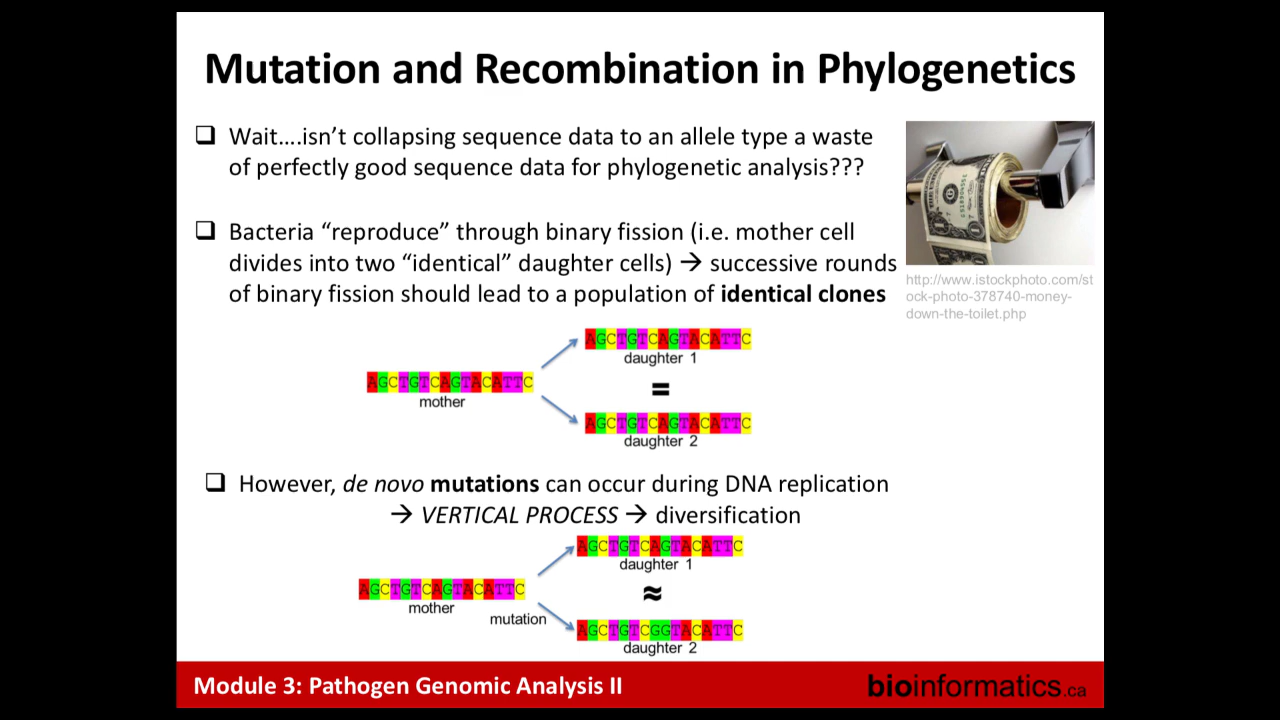 Mutation and Recombination in Phylogenetics
❑ Wait....isn't collapsing sequence data to an allele type a waste
of perfectly good sequence data for phylogenetic analysis???
❑ Bacteria “reproduce” through binary fission (i.e. mother cell
divides into two “identical” daughter cells) → successive rounds
of binary fission should lead to a population of identical clones
http://www.istockphoto.com/st
ock-photo-378740-money-
down-the-toilet.php
AGCTGTCAGTACATTC
daughter 1
AGCTGTCAGTACATTC
mother
=
AGCTGTCAGTACATTC
daughter 2
❑ However, de novo mutations can occur during DNA replication
→ VERTICAL PROCESS → diversification
AGCTGTCAGTACATTC
daughter 1
AGCTGTCAGTACATTC
mother
≈
mutation
AGCTGTCGGTACATTC
daughter 2
Module 3: Pathogen Genomic Analysis II
bioinformatics.ca